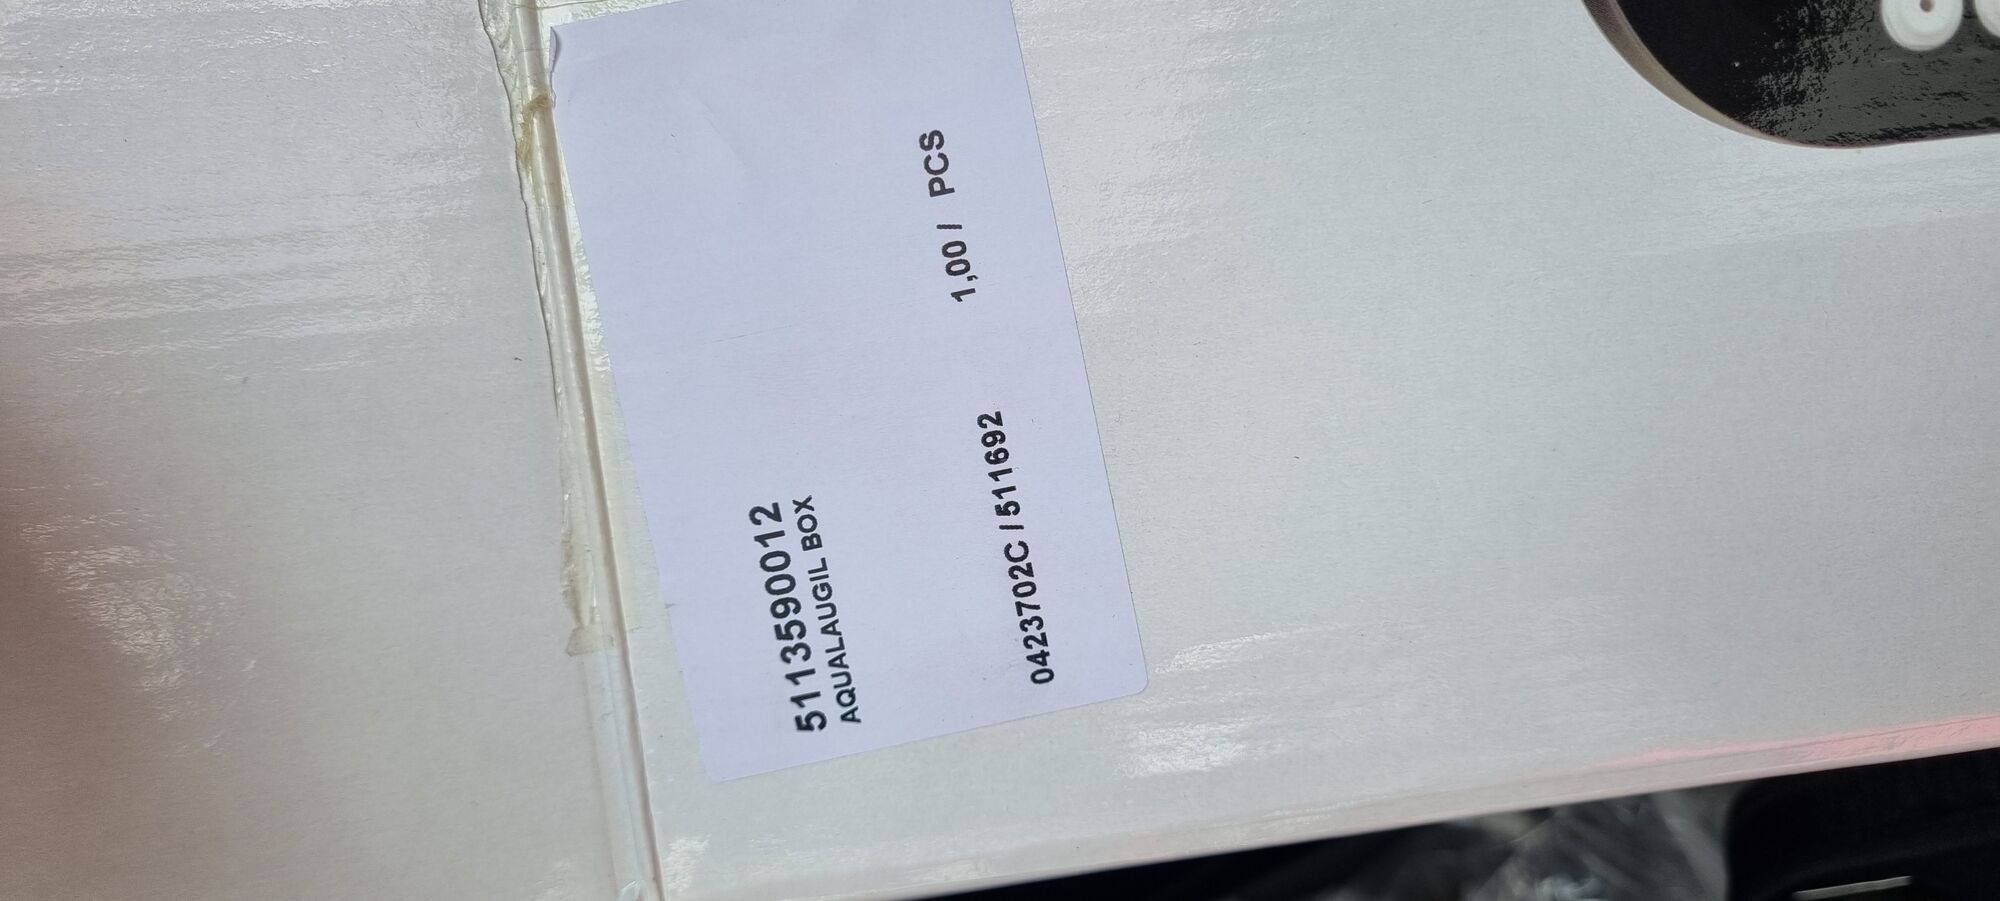 5113590012
AQUALAUGIL BOX
0423702C / 511692 1,00 / PCS